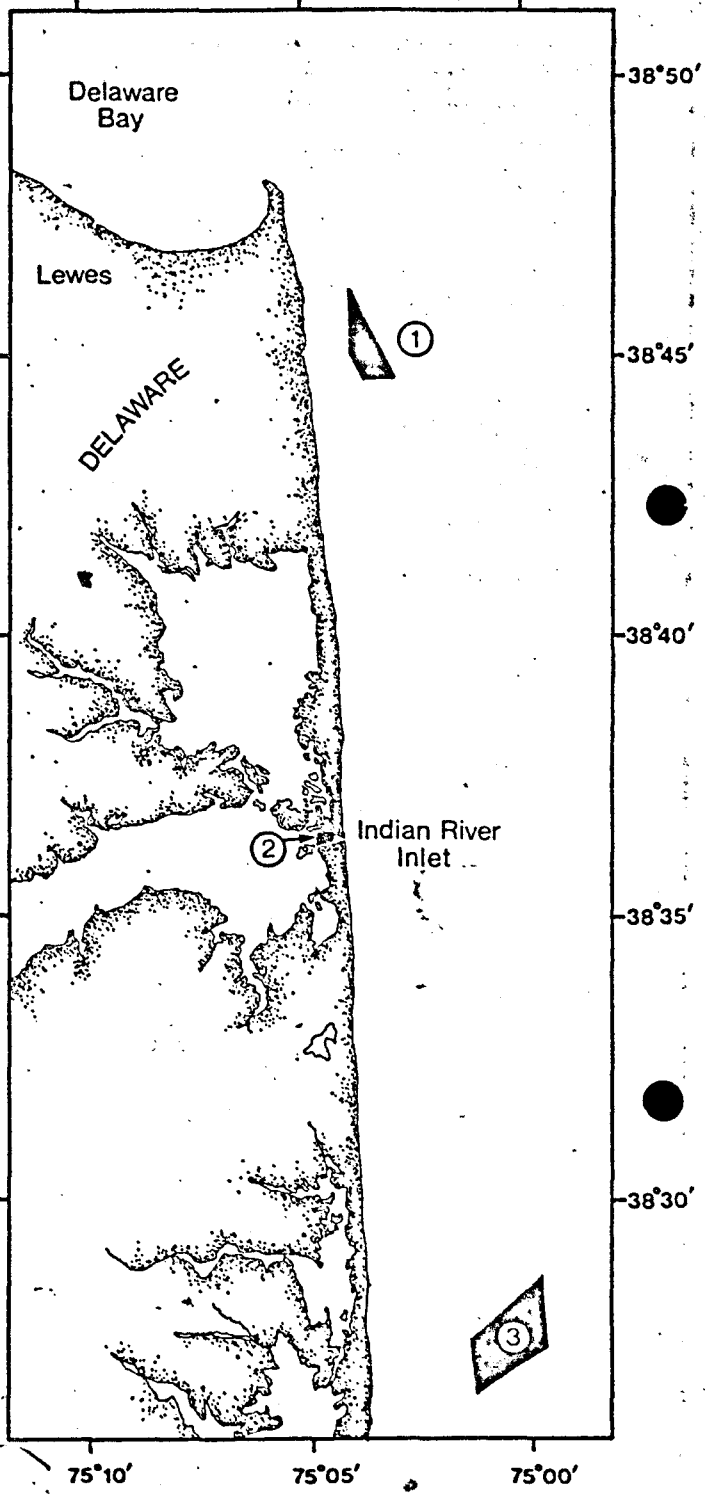 Delaware
Bay
38°50′
Lewes
①
38°45′
DELAWARE
38°40′
②
Indian River
Inlet
38°35′
38°30′
③
75°10′
75°05′
75°00′